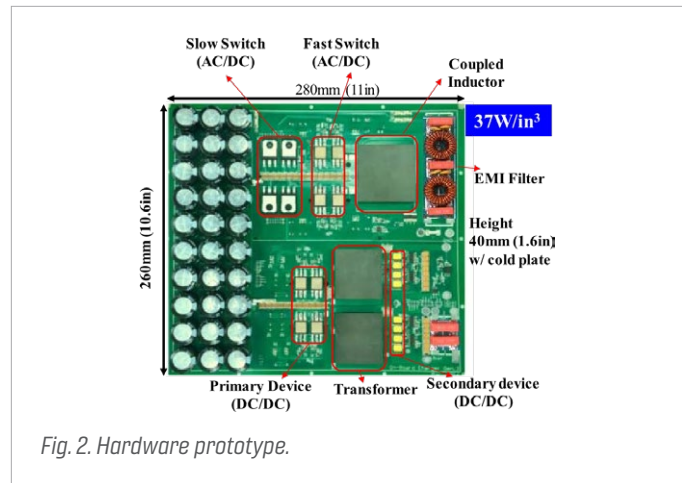 Slow Switch
(AC/DC)
Fast Switch
(AC/DC)
Coupled
Inductor
280mm (11in)
37W/in³
260mm (10.6in)
EMI Filter
Height
40mm (1.6in)
w/ cold plate
Primary Device
(DC/DC)
Transformer
Secondary device
(DC/DC)
Fig. 2. Hardware prototype.